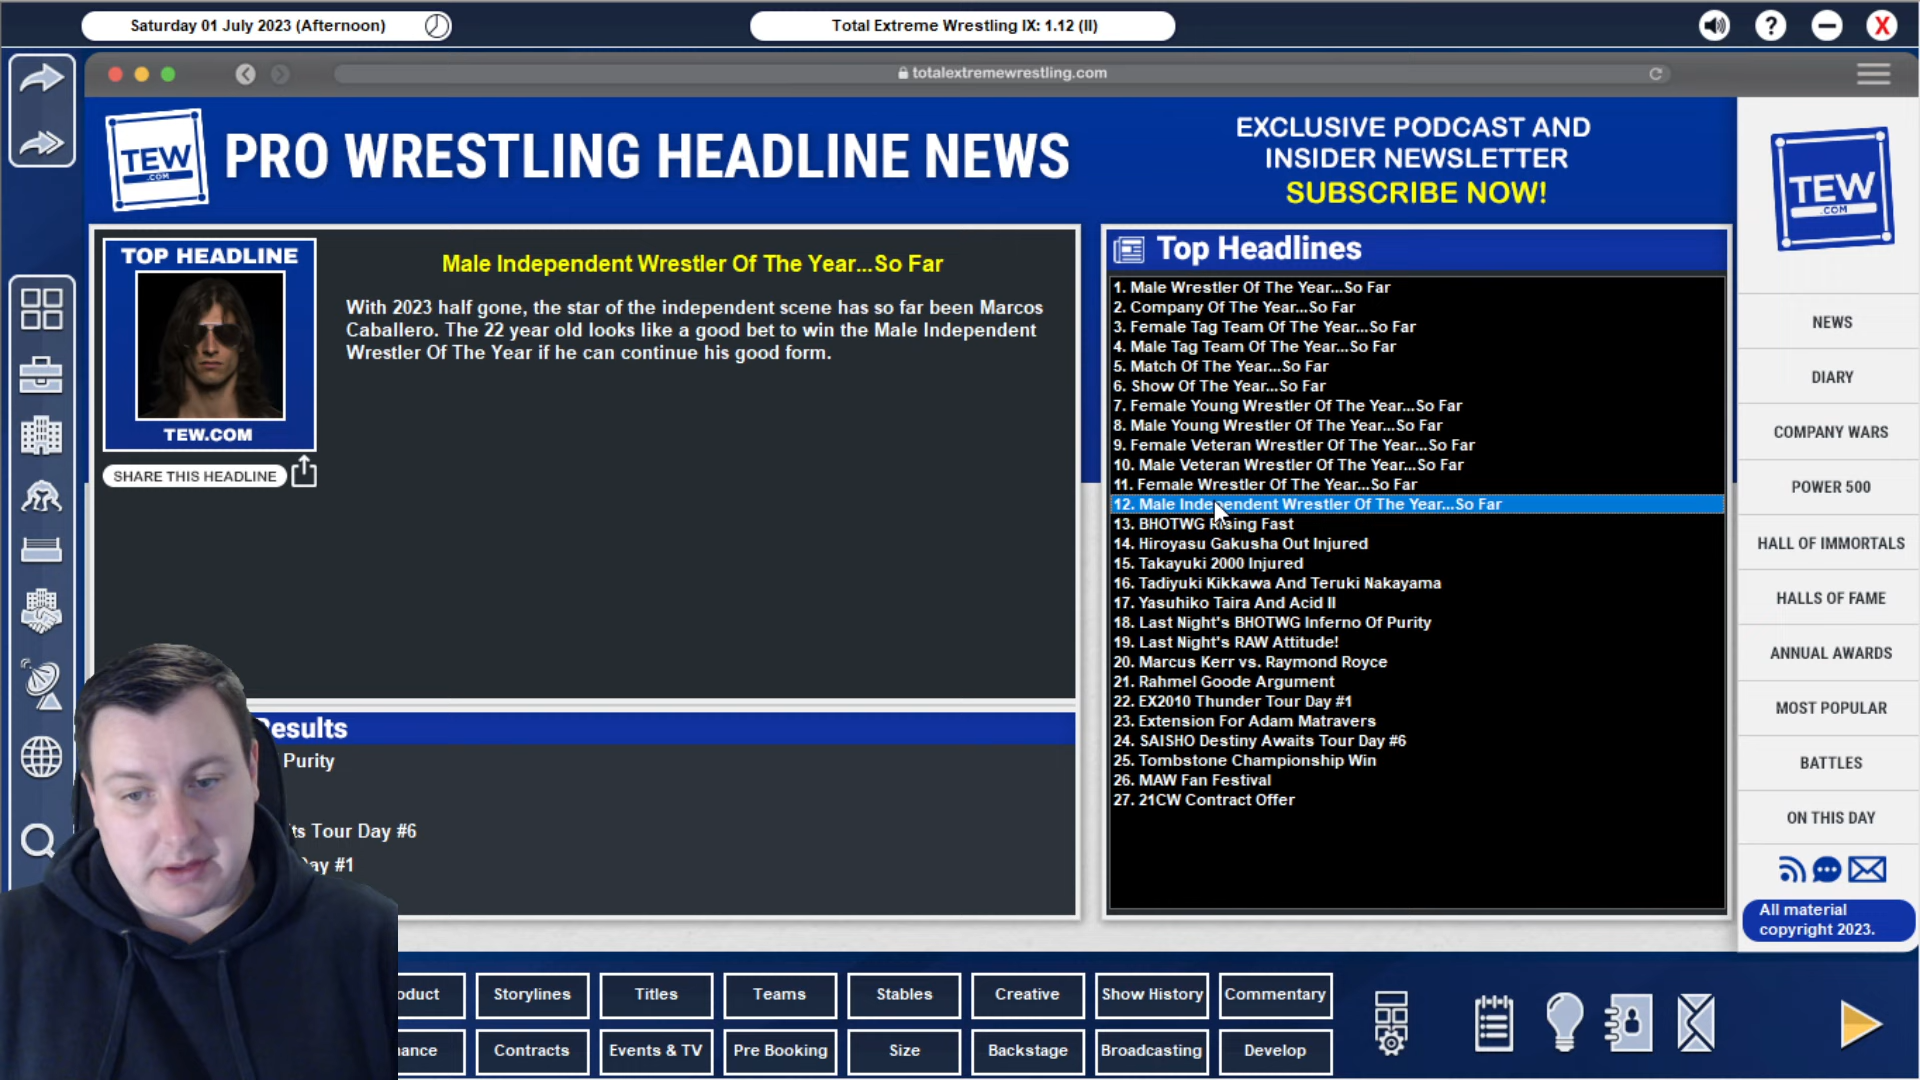 Saturday 01 July 2023 (Afternoon)
Total Extreme Wrestling IX: 1.12 (II)
?
X
totalextremewrestling.com
TEW
.COM
PRO WRESTLING HEADLINE NEWS
EXCLUSIVE PODCAST AND
INSIDER NEWSLETTER
SUBSCRIBE NOW!
TEW
.COM
TOP HEADLINE
TEW.COM
SHARE THIS HEADLINE
Male Independent Wrestler Of The Year...So Far
With 2023 half gone, the star of the independent scene has so far been Marcos
Caballero. The 22 year old looks like a good bet to win the Male Independent
Wrestler Of The Year if he can continue his good form.
Results
Purity
Tour Day #6
Day #1
Top Headlines
1. Male Wrestler Of The Year...So Far
2. Company Of The Year...So Far
3. Female Tag Team Of The Year...So Far
4. Male Tag Team Of The Year...So Far
5. Match Of The Year...So Far
6. Show Of The Year...So Far
7. Female Young Wrestler Of The Year...So Far
8. Male Young Wrestler Of The Year...So Far
9. Female Veteran Wrestler Of The Year...So Far
10. Male Veteran Wrestler Of The Year...So Far
11. Female Wrestler Of The Year...So Far
12. Male Independent Wrestler Of The Year...So Far
13. BHOTWG Rising Fast
14. Hiroyasu Gakusha Out Injured
15. Takayuki 2000 Injured
16. Tadiyuki Kikkawa And Teruki Nakayama
17. Yasuhiko Taira And Acid II
18. Last Night's BHOTWG Inferno Of Purity
19. Last Night's RAW Attitude!
20. Marcus Kerr vs. Raymond Royce
21. Rahmel Goode Argument
22. EX2010 Thunder Tour Day #1
23. Extension For Adam Matravers
24. SAISHO Destiny Awaits Tour Day #6
25. Tombstone Championship Win
26. MAW Fan Festival
27. 21CW Contract Offer
NEWS
DIARY
COMPANY WARS
POWER 500
HALL OF IMMORTALS
HALLS OF FAME
ANNUAL AWARDS
MOST POPULAR
BATTLES
ON THIS DAY
All material
copyright 2023.
Storylines
Titles
Teams
Stables
Creative
Show History
Commentary
Contracts
Events & TV
Pre Booking
Size
Backstage
Broadcasting
Develop